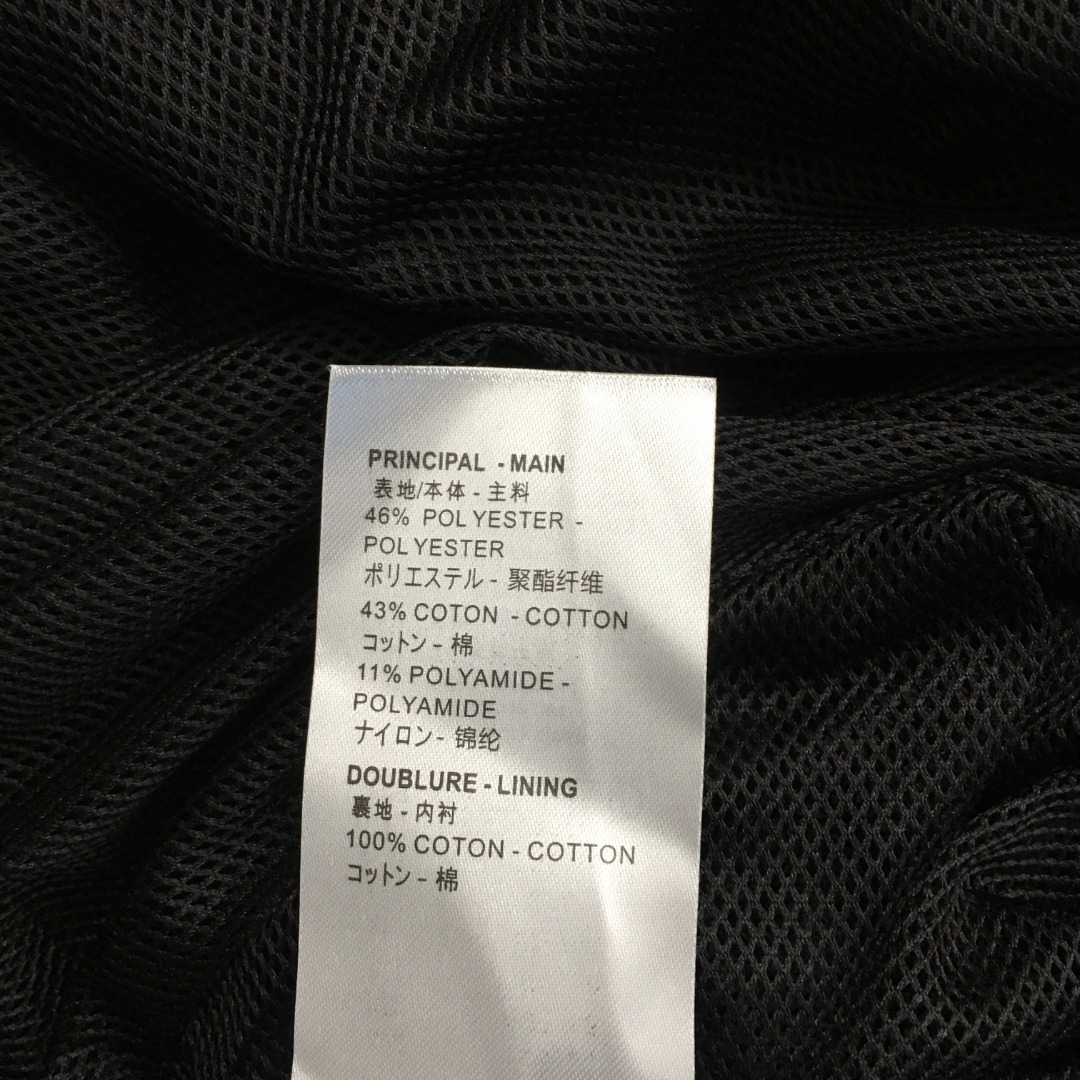 PRINCIPAL - MAIN
表地/本体 - 主料
46% POLYESTER -
POLYESTER
ポリエステル - 聚酯纤维
43% COTON - COTTON
コットン - 棉
11% POLYAMIDE -
POLYAMIDE
ナイロン - 锦纶
DOUBLURE - LINING
裏地 - 内衬
100% COTON - COTTON
コットン - 棉